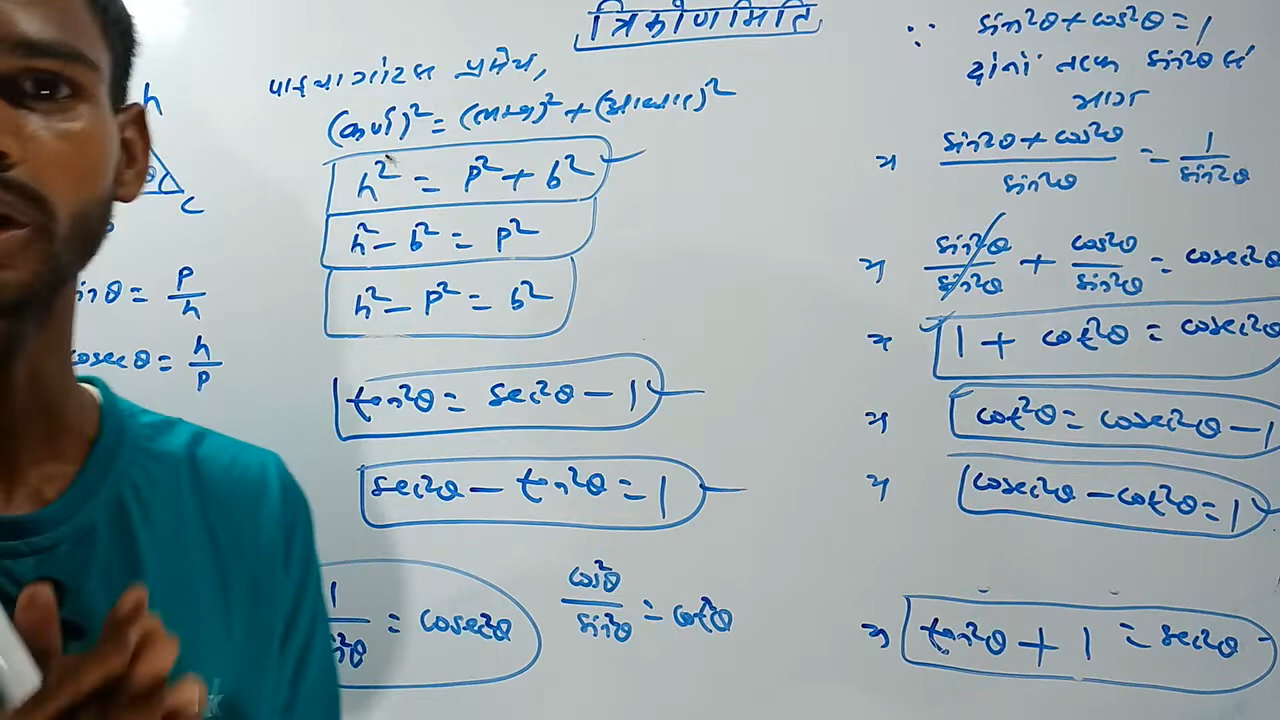 त्रिकोणमिति
h
θ
C
sinθ = p/h
cosecθ = h/p
पाइथागोरस प्रमेय,
(कर्ण)² = (लम्ब)² + (आधार)²
h² = p² + b²
h² - b² = p²
h² - p² = b²
tan²θ = sec²θ - 1
sec²θ - tan²θ = 1
1/sin²θ = cosec²θ
cos²θ/sin²θ = cot²θ
∵ sin²θ + cos²θ = 1
दोनों तरफ sin²θ से
भाग
⇒ (sin²θ + cos²θ)/sin²θ = 1/sin²θ
⇒ sin²θ/sin²θ + cos²θ/sin²θ = cosec²θ
⇒ 1 + cot²θ = cosec²θ
⇒ cot²θ = cosec²θ - 1
⇒ cosec²θ - cot²θ = 1
⇒ tan²θ + 1 = sec²θ